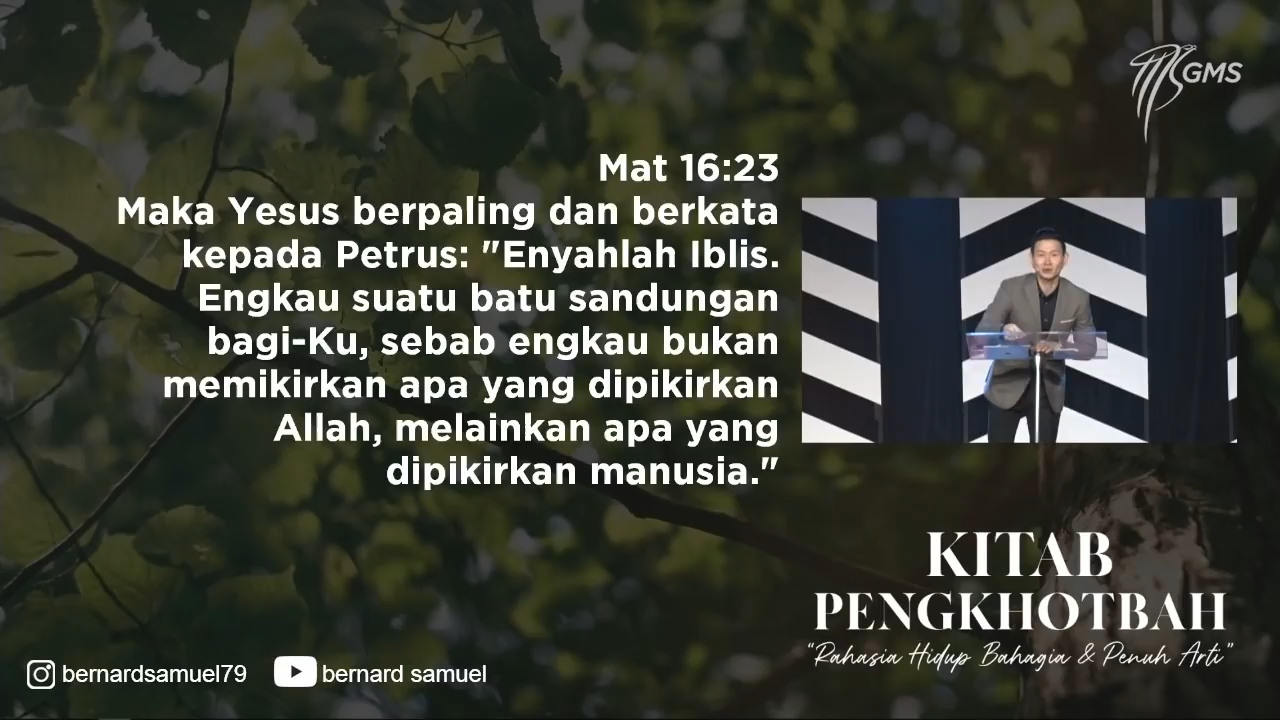 GMS
Mat 16:23
Maka Yesus berpaling dan berkata
kepada Petrus: "Enyahlah Iblis.
Engkau suatu batu sandungan
bagi-Ku, sebab engkau bukan
memikirkan apa yang dipikirkan
Allah, melainkan apa yang
dipikirkan manusia."
KITAB
PENGKHOTBAH
"Rahasia Hidup Bahagia & Penuh Arti"
bernardsamuel79
bernard samuel